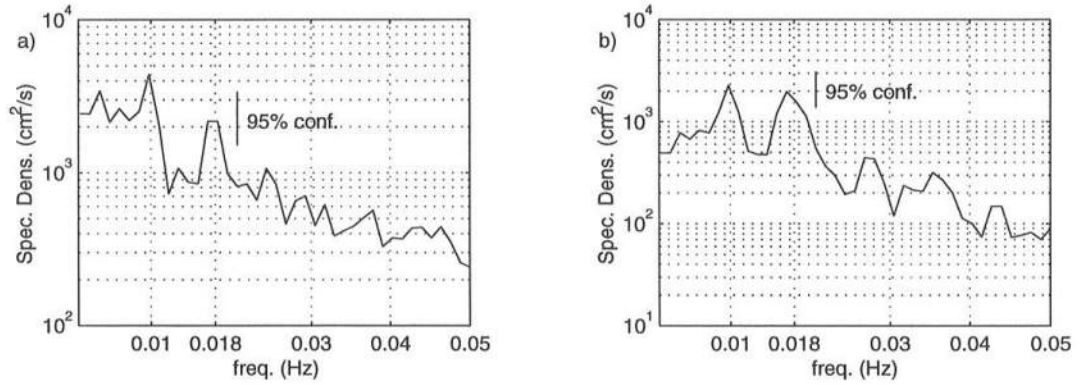 a)
10^4
10^3
10^2
Spec. Dens. (cm^2/s)
95% conf.
0.01 0.018 0.03 0.04 0.05
freq. (Hz)
b)
10^4
10^3
10^2
10^1
Spec. Dens. (cm^2/s)
95% conf.
0.01 0.018 0.03 0.04 0.05
freq. (Hz)